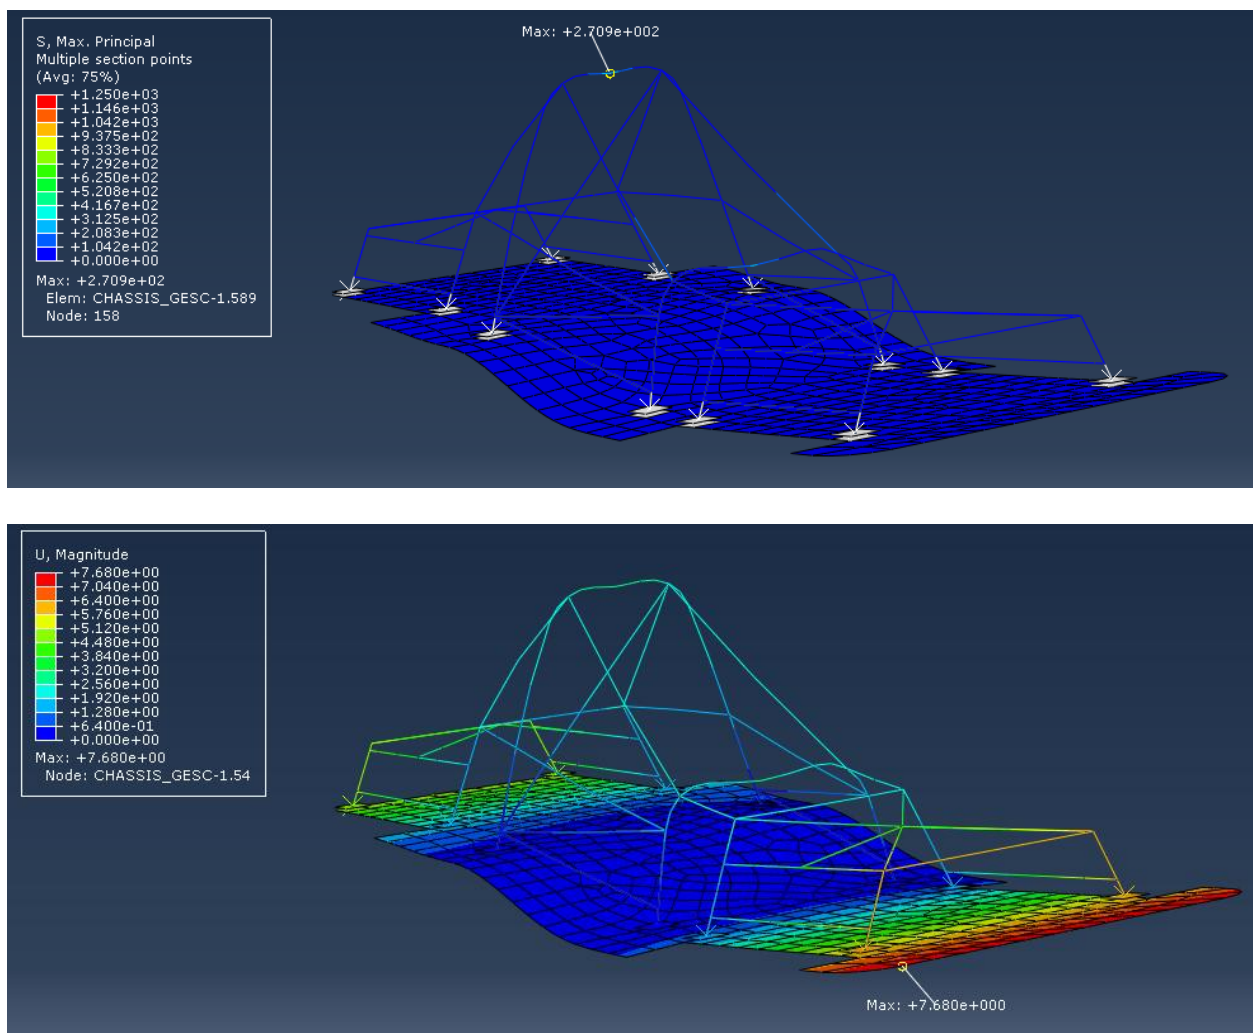 Max: +2.709e+002
S, Max. Principal
Multiple section points
(Avg: 75%)
+1.250e+03
+1.146e+03
+1.042e+03
+9.375e+02
+8.333e+02
+7.292e+02
+6.250e+02
+5.208e+02
+4.167e+02
+3.125e+02
+2.083e+02
+1.042e+02
+0.000e+00
Max: +2.709e+02
Elem: CHASSIS_GESC-1.589
Node: 158
U, Magnitude
+7.680e+00
+7.040e+00
+6.400e+00
+5.760e+00
+5.120e+00
+4.480e+00
+3.840e+00
+3.200e+00
+2.560e+00
+1.920e+00
+1.280e+00
+6.400e-01
+0.000e+00
Max: +7.680e+00
Node: CHASSIS_GESC-1.54
Max: +7.680e+000